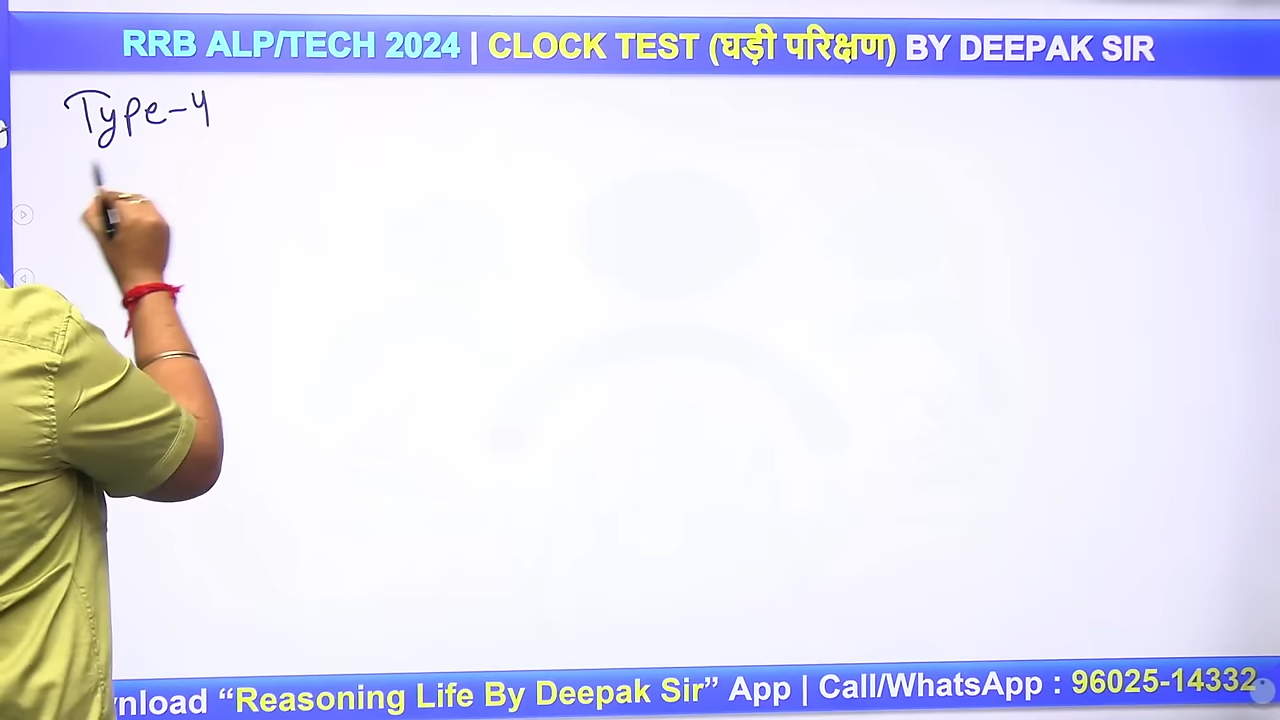 RRB ALP/TECH 2024 | CLOCK TEST (घड़ी परिक्षण) BY DEEPAK SIR
Type-4
“Reasoning Life By Deepak Sir” App | Call/WhatsApp : 96025-14332